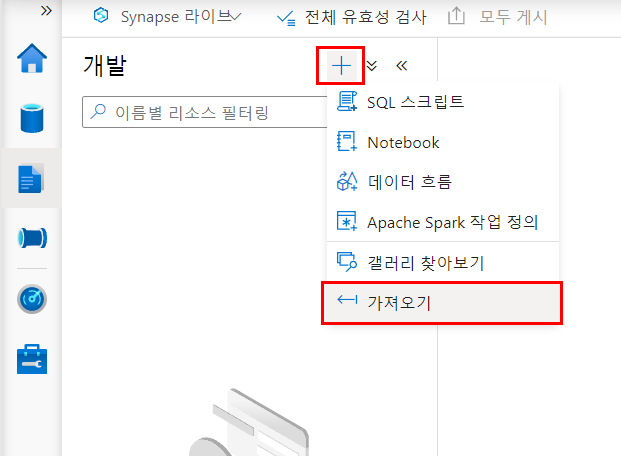 Synapse 라이브
전체 유효성 검사
모두 게시
개발
이름별 리소스 필터링
SQL 스크립트
Notebook
데이터 흐름
Apache Spark 작업 정의
갤러리 찾아보기
가져오기